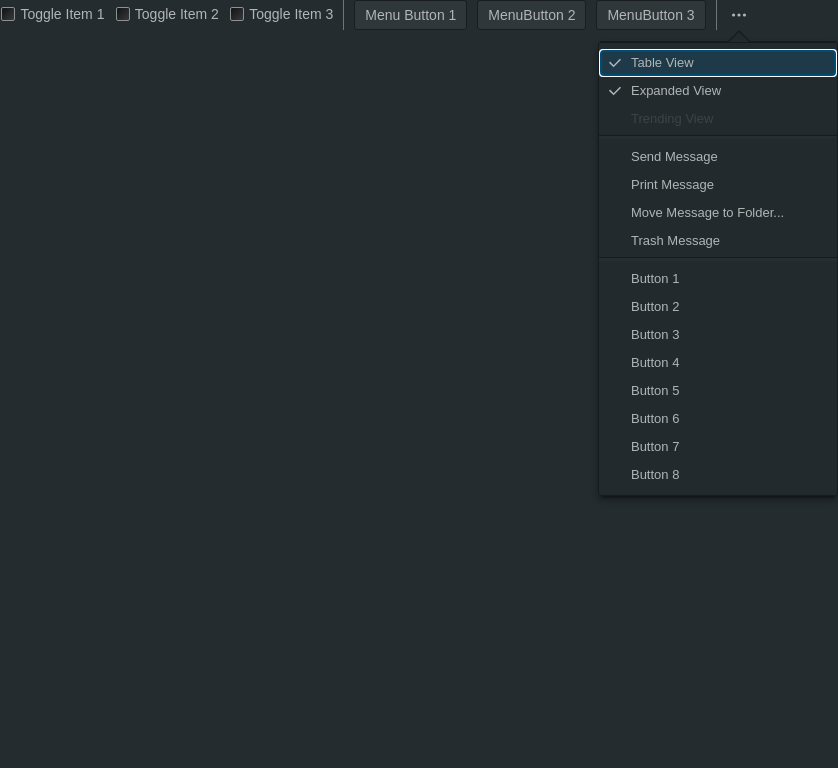 Toggle Item 1 Toggle Item 2 Toggle Item 3 Menu Button 1 MenuButton 2 MenuButton 3
Table View
Expanded View
Trending View
Send Message
Print Message
Move Message to Folder...
Trash Message
Button 1
Button 2
Button 3
Button 4
Button 5
Button 6
Button 7
Button 8